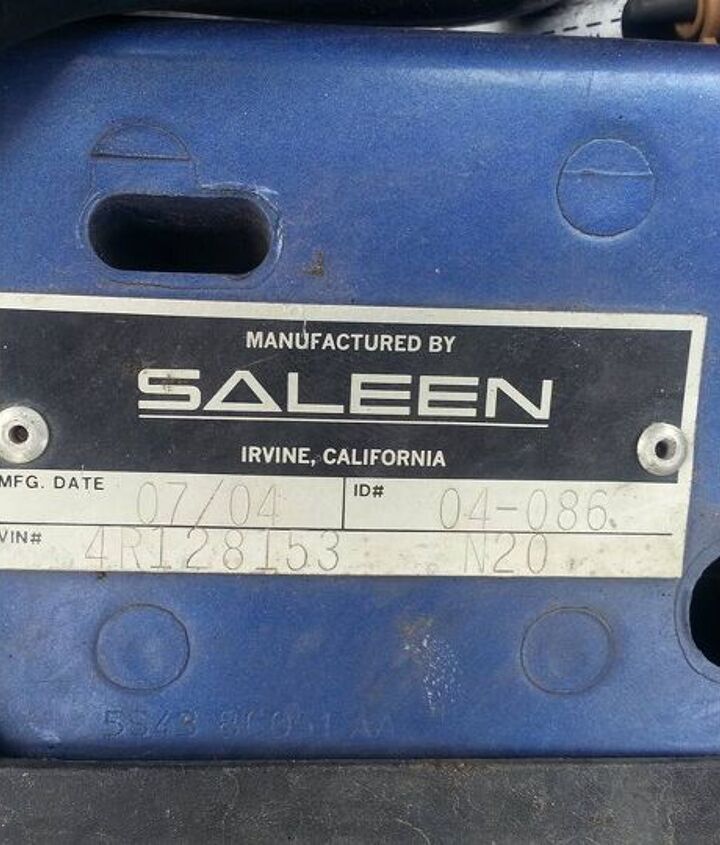 MANUFACTURED BY
SALEEN
IRVINE, CALIFORNIA
MFG. DATE 07/04 ID# 04-086
VIN# 4R128153 N20